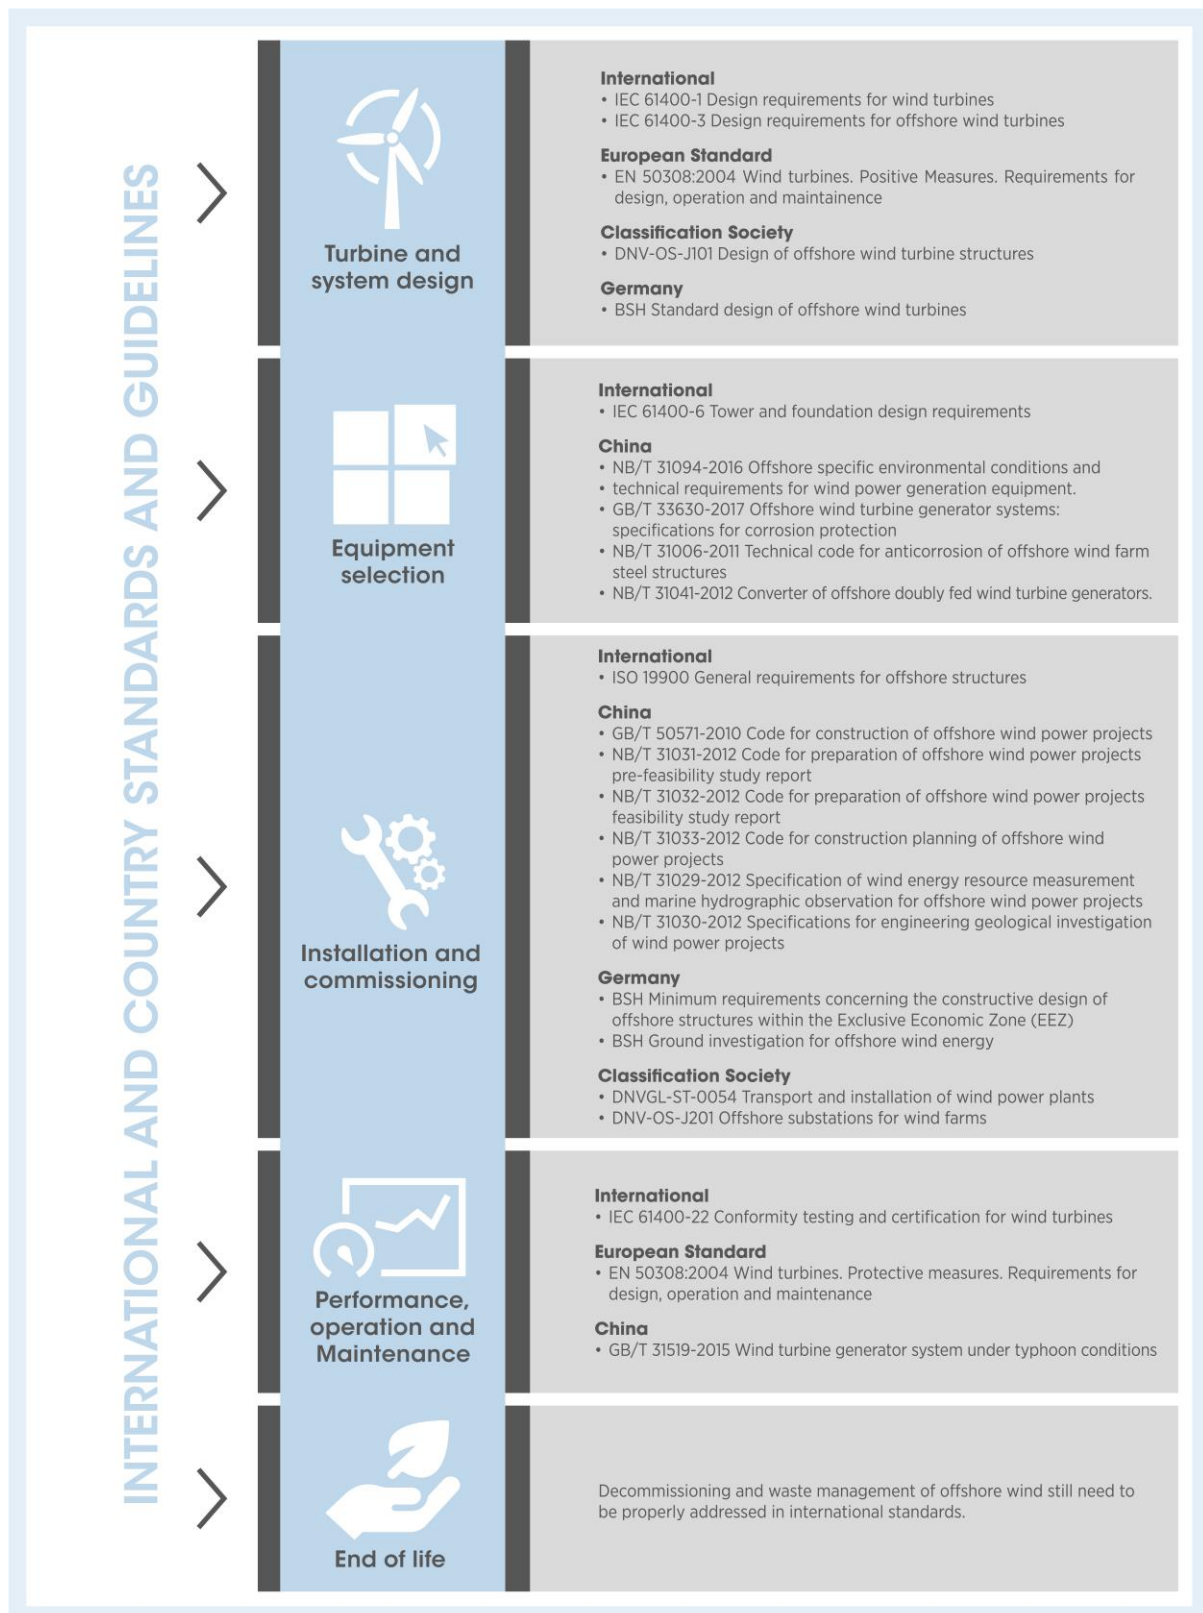 INTERNATIONAL AND COUNTRY STANDARDS AND GUIDELINES
Turbine and
system design
International
• IEC 61400-1 Design requirements for wind turbines
• IEC 61400-3 Design requirements for offshore wind turbines
European Standard
• EN 50308:2004 Wind turbines. Positive Measures. Requirements for
design, operation and maintainence
Classification Society
• DNV-OS-J101 Design of offshore wind turbine structures
Germany
• BSH Standard design of offshore wind turbines
Equipment
selection
International
• IEC 61400-6 Tower and foundation design requirements
China
• NB/T 31094-2016 Offshore specific environmental conditions and
• technical requirements for wind power generation equipment.
• GB/T 33630-2017 Offshore wind turbine generator systems:
specifications for corrosion protection
• NB/T 31006-2011 Technical code for anticorrosion of offshore wind farm
steel structures
• NB/T 31041-2012 Converter of offshore doubly fed wind turbine generators.
Installation and
commissioning
International
• ISO 19900 General requirements for offshore structures
China
• GB/T 50571-2010 Code for construction of offshore wind power projects
• NB/T 31031-2012 Code for preparation of offshore wind power projects
pre-feasibility study report
• NB/T 31032-2012 Code for preparation of offshore wind power projects
feasibility study report
• NB/T 31033-2012 Code for construction planning of offshore wind
power projects
• NB/T 31029-2012 Specification of wind energy resource measurement
and marine hydrographic observation for offshore wind power projects
• NB/T 31030-2012 Specifications for engineering geological investigation
of wind power projects
Germany
• BSH Minimum requirements concerning the constructive design of
offshore structures within the Exclusive Economic Zone (EEZ)
• BSH Ground investigation for offshore wind energy
Classification Society
• DNVGL-ST-0054 Transport and installation of wind power plants
• DNV-OS-J201 Offshore substations for wind farms
Performance,
operation and
Maintenance
International
• IEC 61400-22 Conformity testing and certification for wind turbines
European Standard
• EN 50308:2004 Wind turbines. Protective measures. Requirements for
design, operation and maintenance
China
• GB/T 31519-2015 Wind turbine generator system under typhoon conditions
End of life
Decommissioning and waste management of offshore wind still need to
be properly addressed in international standards.